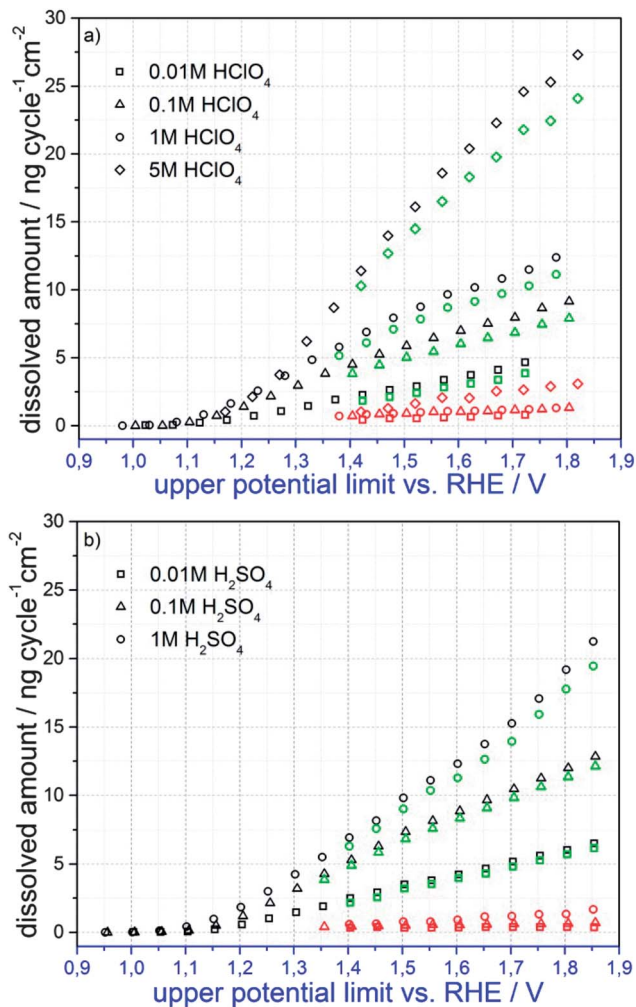 a)
0.01M HClO₄
0.1M HClO₄
1M HClO₄
5M HClO₄
30
25
20
15
10
5
0
dissolved amount / ng cycle⁻¹cm⁻²
0,9 1,0 1,1 1,2 1,3 1,4 1,5 1,6 1,7 1,8 1,9
upper potential limit vs. RHE / V
b)
0.01M H₂SO₄
0.1M H₂SO₄
1M H₂SO₄
30
25
20
15
10
5
0
dissolved amount / ng cycle⁻¹cm⁻²
0,9 1,0 1,1 1,2 1,3 1,4 1,5 1,6 1,7 1,8 1,9
upper potential limit vs. RHE / V